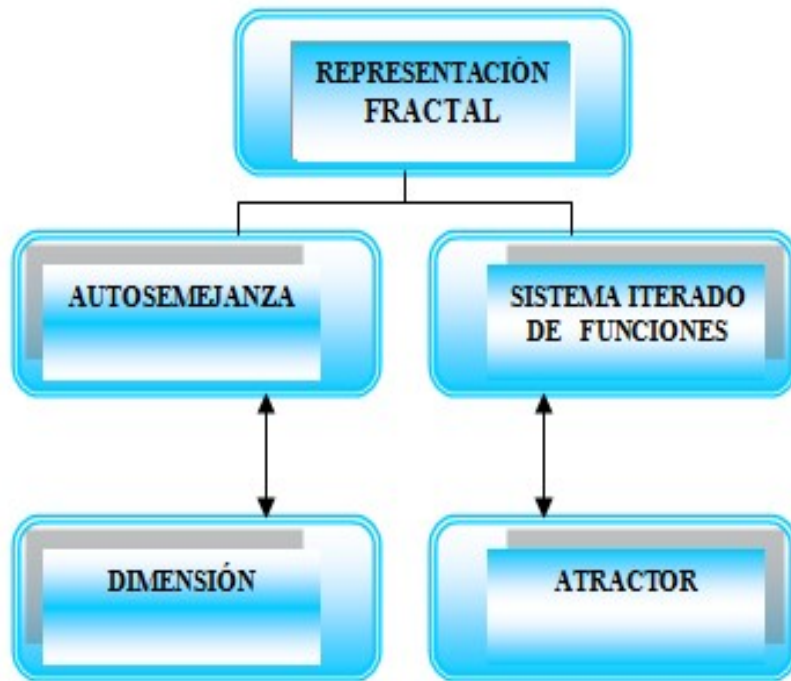 REPRESENTACIÓN
FRACTAL
AUTOSEMEJANZA
SISTEMA ITERADO
DE FUNCIONES
DIMENSIÓN
ATRACTOR